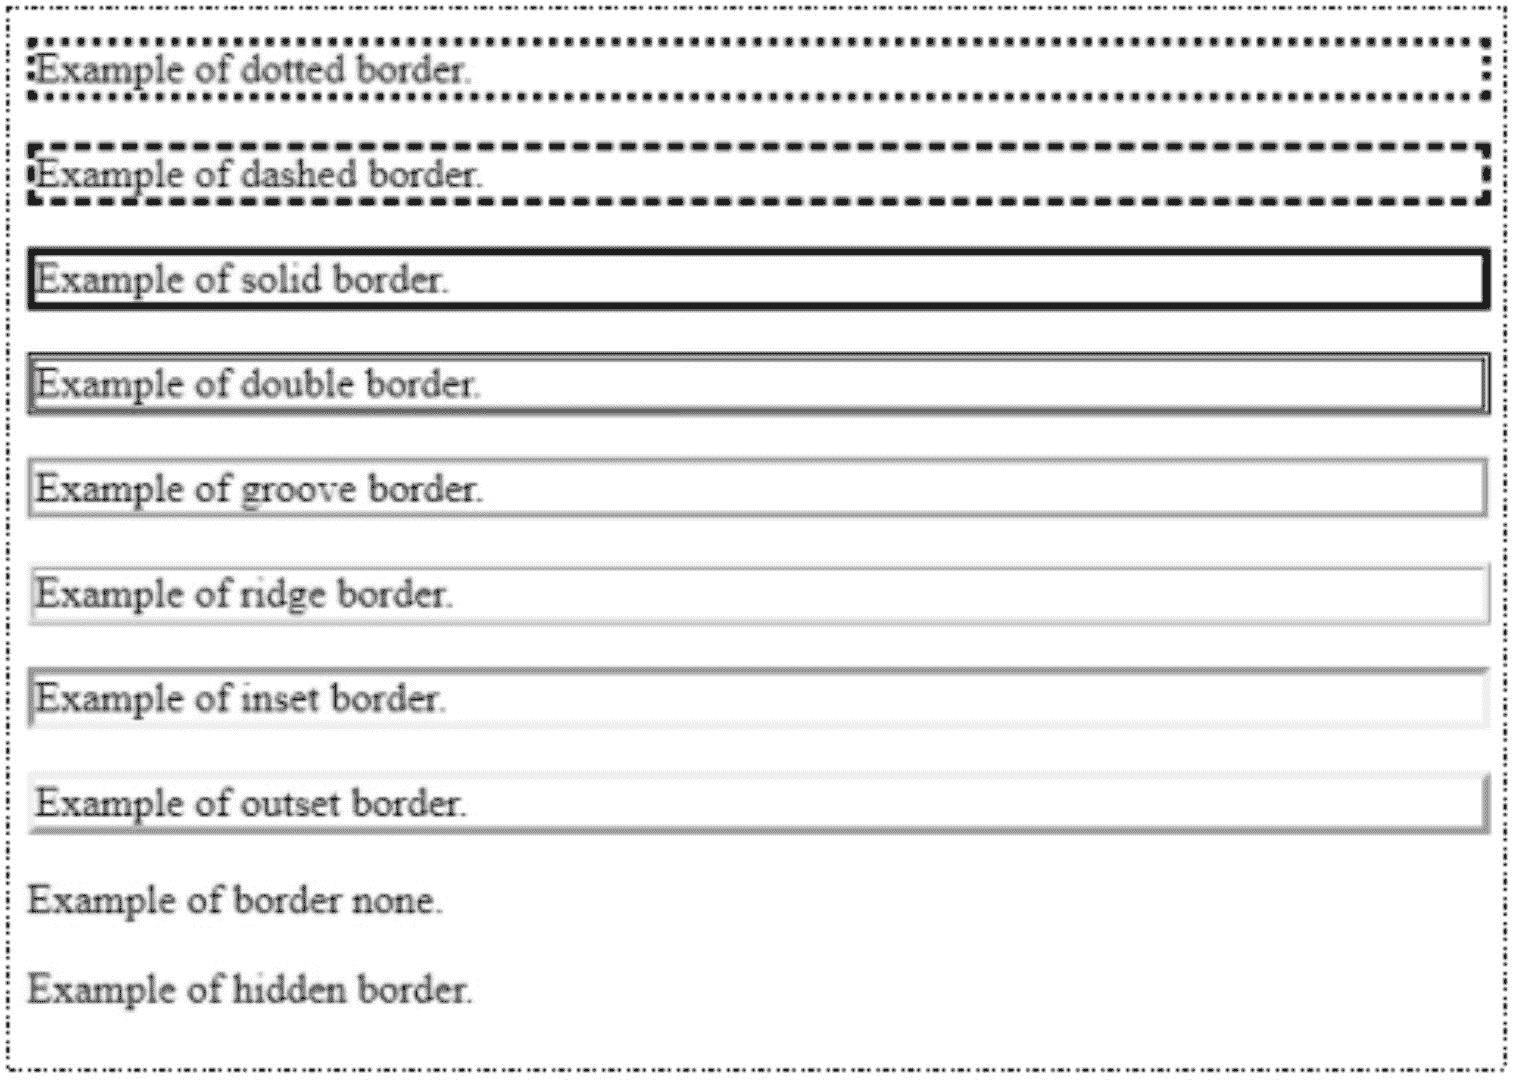 Example of dotted border.
Example of dashed border.
Example of solid border.
Example of double border.
Example of groove border.
Example of ridge border.
Example of inset border.
Example of outset border.
Example of border none.
Example of hidden border.